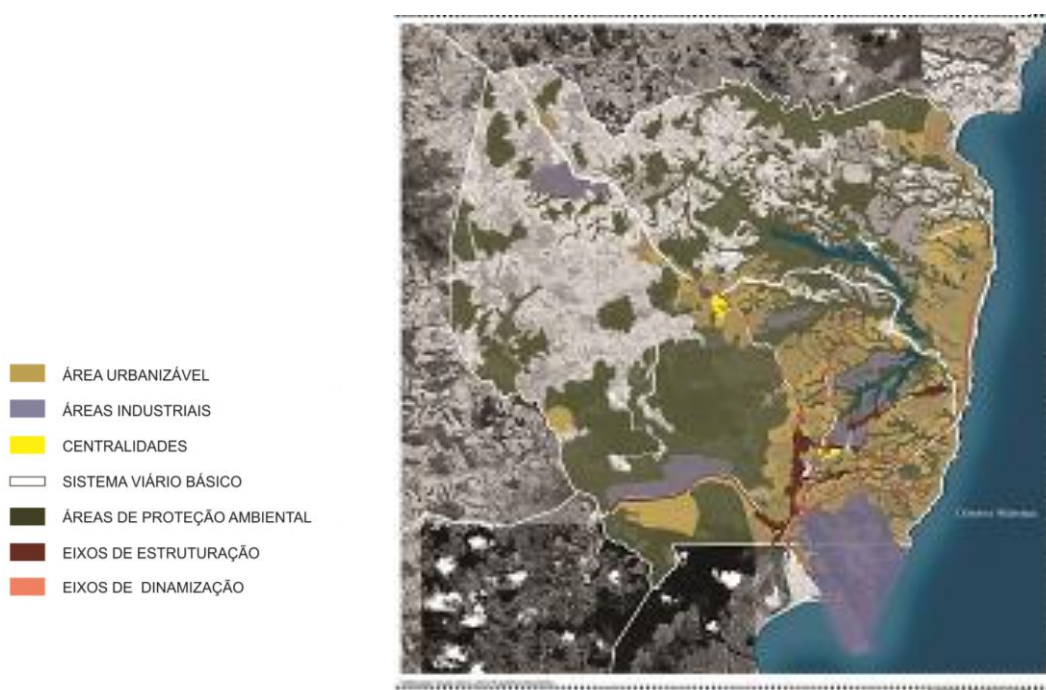 ÁREA URBANIZÁVEL
ÁREAS INDUSTRIAIS
CENTRALIDADES
SISTEMA VIÁRIO BÁSICO
ÁREAS DE PROTEÇÃO AMBIENTAL
EIXOS DE ESTRUTURAÇÃO
EIXOS DE DINAMIZAÇÃO